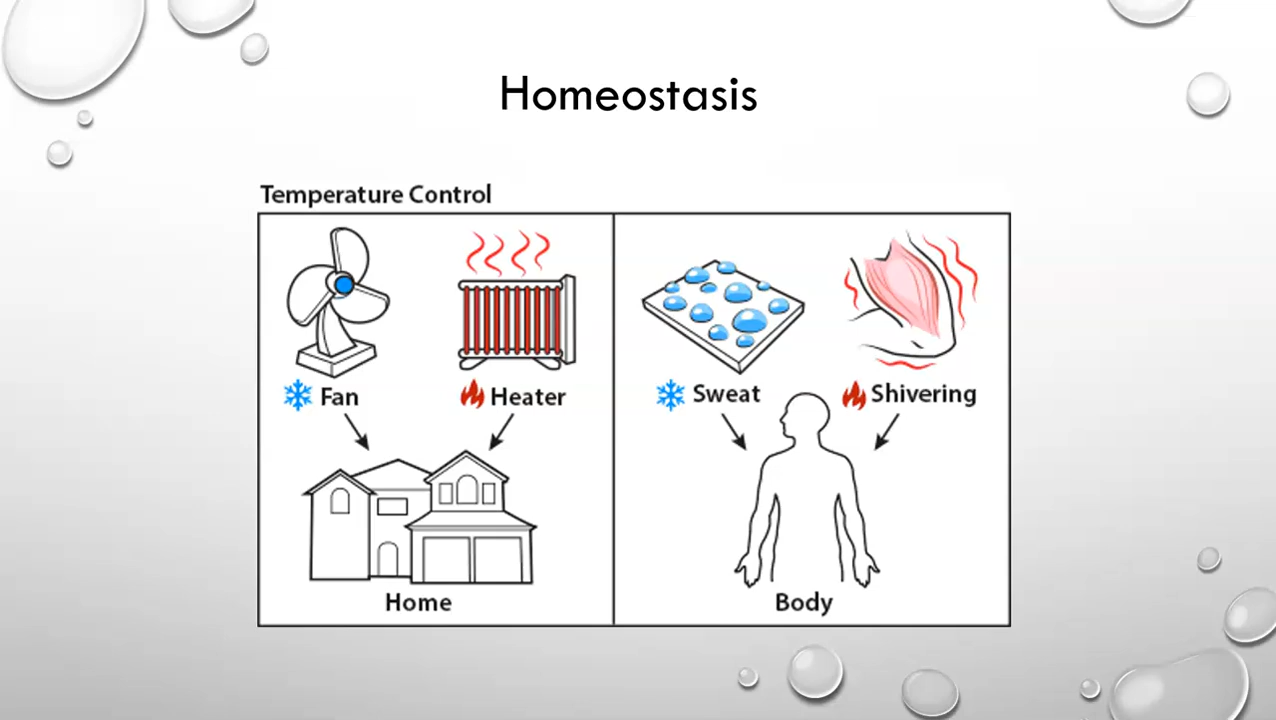 Homeostasis
Temperature Control
Fan
Heater
Home
Sweat
Shivering
Body